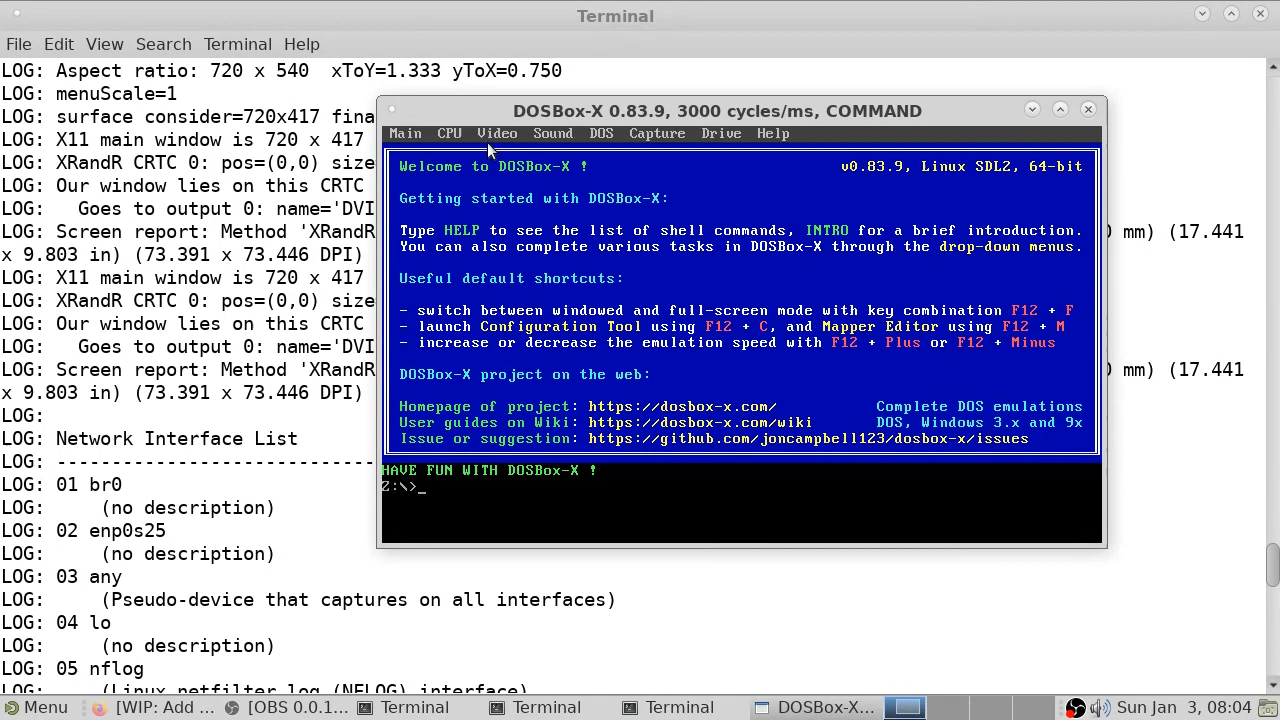 Terminal
File Edit View Search Terminal Help
LOG: Aspect ratio: 720 x 540  xToY=1.333 yToX=0.750
LOG: menuScale=1
LOG: surface consider=720x417 fina
LOG: X11 main window is 720 x 417
LOG: XRandR CRTC 0: pos=(0,0) size
LOG: Our window lies on this CRTC
LOG:   Goes to output 0: name='DVI
LOG: Screen report: Method 'XRandR
mm) (17.441
x 9.803 in) (73.391 x 73.446 DPI)
LOG: X11 main window is 720 x 417
LOG: XRandR CRTC 0: pos=(0,0) size
LOG: Our window lies on this CRTC
LOG:   Goes to output 0: name='DVI
LOG: Screen report: Method 'XRandR
mm) (17.441
x 9.803 in) (73.391 x 73.446 DPI)
LOG:
LOG: Network Interface List
LOG: -----------------------------
LOG: 01 br0
LOG:     (no description)
LOG: 02 enp0s25
LOG:     (no description)
LOG: 03 any
LOG:     (Pseudo-device that captures on all interfaces)
LOG: 04 lo
LOG:     (no description)
LOG: 05 nflog
LOG:     (Linux netfilter log (NFLOG) interface)
DOSBox-X 0.83.9, 3000 cycles/ms, COMMAND
Main CPU Video Sound DOS Capture Drive Help
Welcome to DOSBox-X ! v0.83.9, Linux SDL2, 64-bit
Getting started with DOSBox-X:
Type HELP to see the list of shell commands, INTRO for a brief introduction.
You can also complete various tasks in DOSBox-X through the drop-down menus.
Useful default shortcuts:
- switch between windowed and full-screen mode with key combination F12 + F
- launch Configuration Tool using F12 + C, and Mapper Editor using F12 + M
- increase or decrease the emulation speed with F12 + Plus or F12 + Minus
DOSBox-X project on the web:
Homepage of project: https://dosbox-x.com/ Complete DOS emulations
User guides on Wiki: https://dosbox-x.com/wiki DOS, Windows 3.x and 9x
Issue or suggestion: https://github.com/joncampbell123/dosbox-x/issues
HAVE FUN WITH DOSBox-X !
Z:\>_
Menu [WIP: Add ... [OBS 0.0.1... Terminal Terminal Terminal DOSBox-X... Sun Jan 3, 08:04